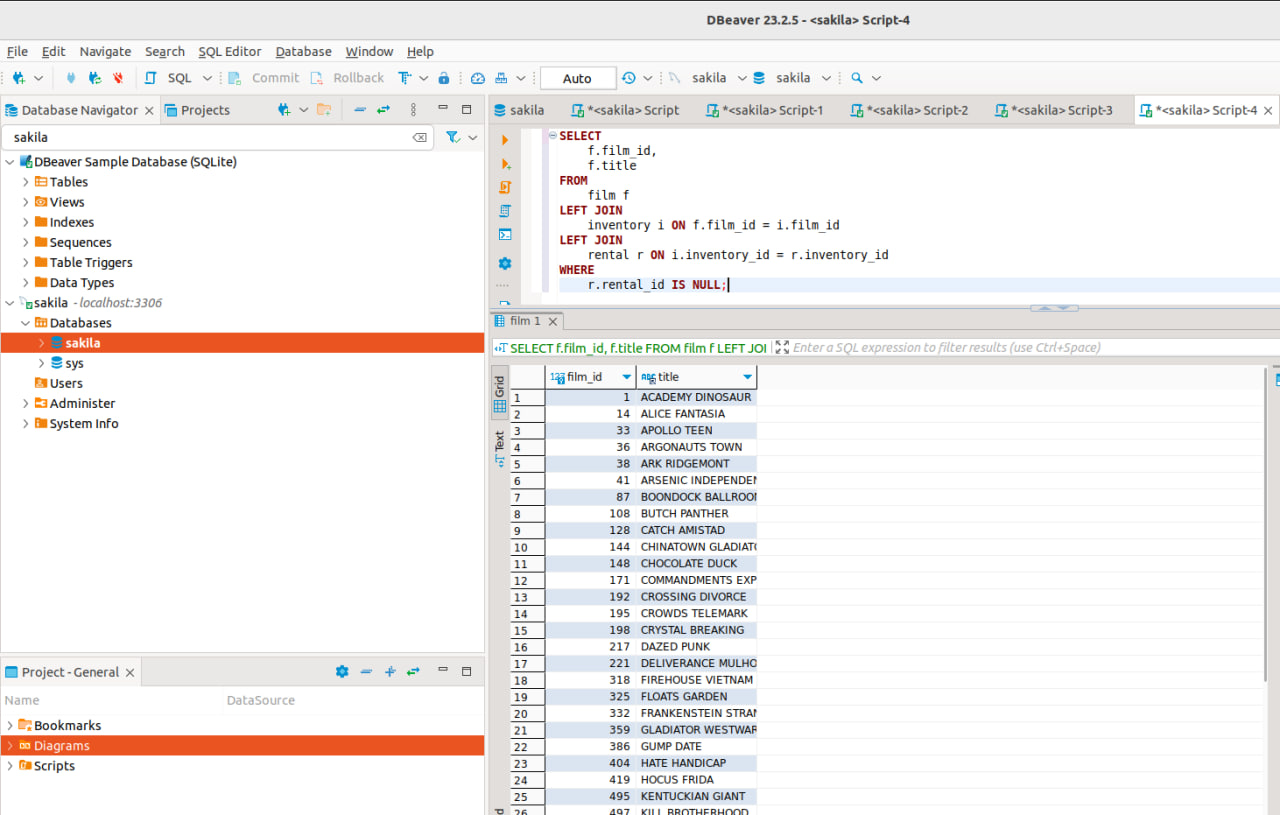 DBeaver 23.2.5 - <sakila> Script-4
File Edit Navigate Search SQL Editor Database Window Help
SQL Commit Rollback Auto sakila sakila
Database Navigator Projects
sakila
DBeaver Sample Database (SQLite)
Tables
Views
Indexes
Sequences
Table Triggers
Data Types
sakila - localhost:3306
Databases
sakila
sys
Users
Administer
System Info
Project - General
Name DataSource
Bookmarks
Diagrams
Scripts
sakila *<sakila> Script *<sakila> Script-1 *<sakila> Script-2 *<sakila> Script-3 *<sakila> Script-4
SELECT
f.film_id,
f.title
FROM
film f
LEFT JOIN
inventory i ON f.film_id = i.film_id
LEFT JOIN
rental r ON i.inventory_id = r.inventory_id
WHERE
r.rental_id IS NULL;
film 1
SELECT f.film_id, f.title FROM film f LEFT JOI Enter a SQL expression to filter results (use Ctrl+Space)
Grid
Text
123 film_id ABC title
1 1 ACADEMY DINOSAUR
2 14 ALICE FANTASIA
3 33 APOLLO TEEN
4 36 ARGONAUTS TOWN
5 38 ARK RIDGEMONT
6 41 ARSENIC INDEPENDEN
7 87 BOONDOCK BALLROOM
8 108 BUTCH PANTHER
9 128 CATCH AMISTAD
10 144 CHINATOWN GLADIATO
11 148 CHOCOLATE DUCK
12 171 COMMANDMENTS EXP
13 192 CROSSING DIVORCE
14 195 CROWDS TELEMARK
15 198 CRYSTAL BREAKING
16 217 DAZED PUNK
17 221 DELIVERANCE MULHO
18 318 FIREHOUSE VIETNAM
19 325 FLOATS GARDEN
20 332 FRANKENSTEIN STRAN
21 359 GLADIATOR WESTWAR
22 386 GUMP DATE
23 404 HATE HANDICAP
24 419 HOCUS FRIDA
25 495 KENTUCKIAN GIANT
26 497 KILL BROTHERHOOD